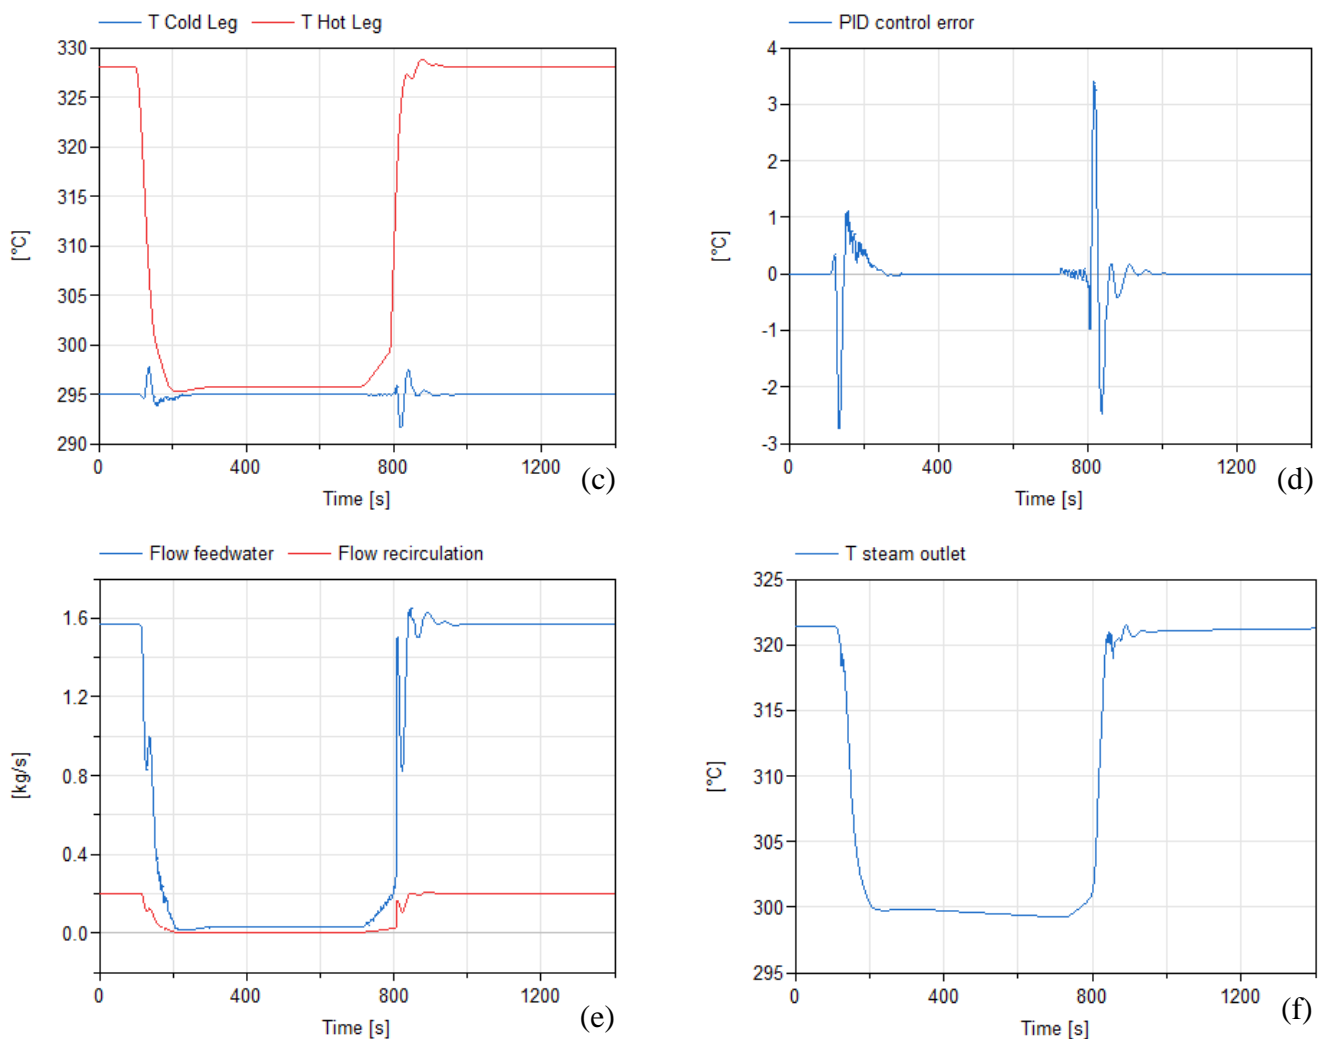 T Cold Leg T Hot Leg
330
325
320
315
310
305
300
295
290
[°C]
0 400 800 1200
Time [s]
(c)
PID control error
4
3
2
1
0
-1
-2
-3
[°C]
0 400 800 1200
Time [s]
(d)
Flow feedwater Flow recirculation
1.6
1.2
0.8
0.4
0.0
[kg/s]
0 400 800 1200
Time [s]
(e)
T steam outlet
325
320
315
310
305
300
295
[°C]
0 400 800 1200
Time [s]
(f)